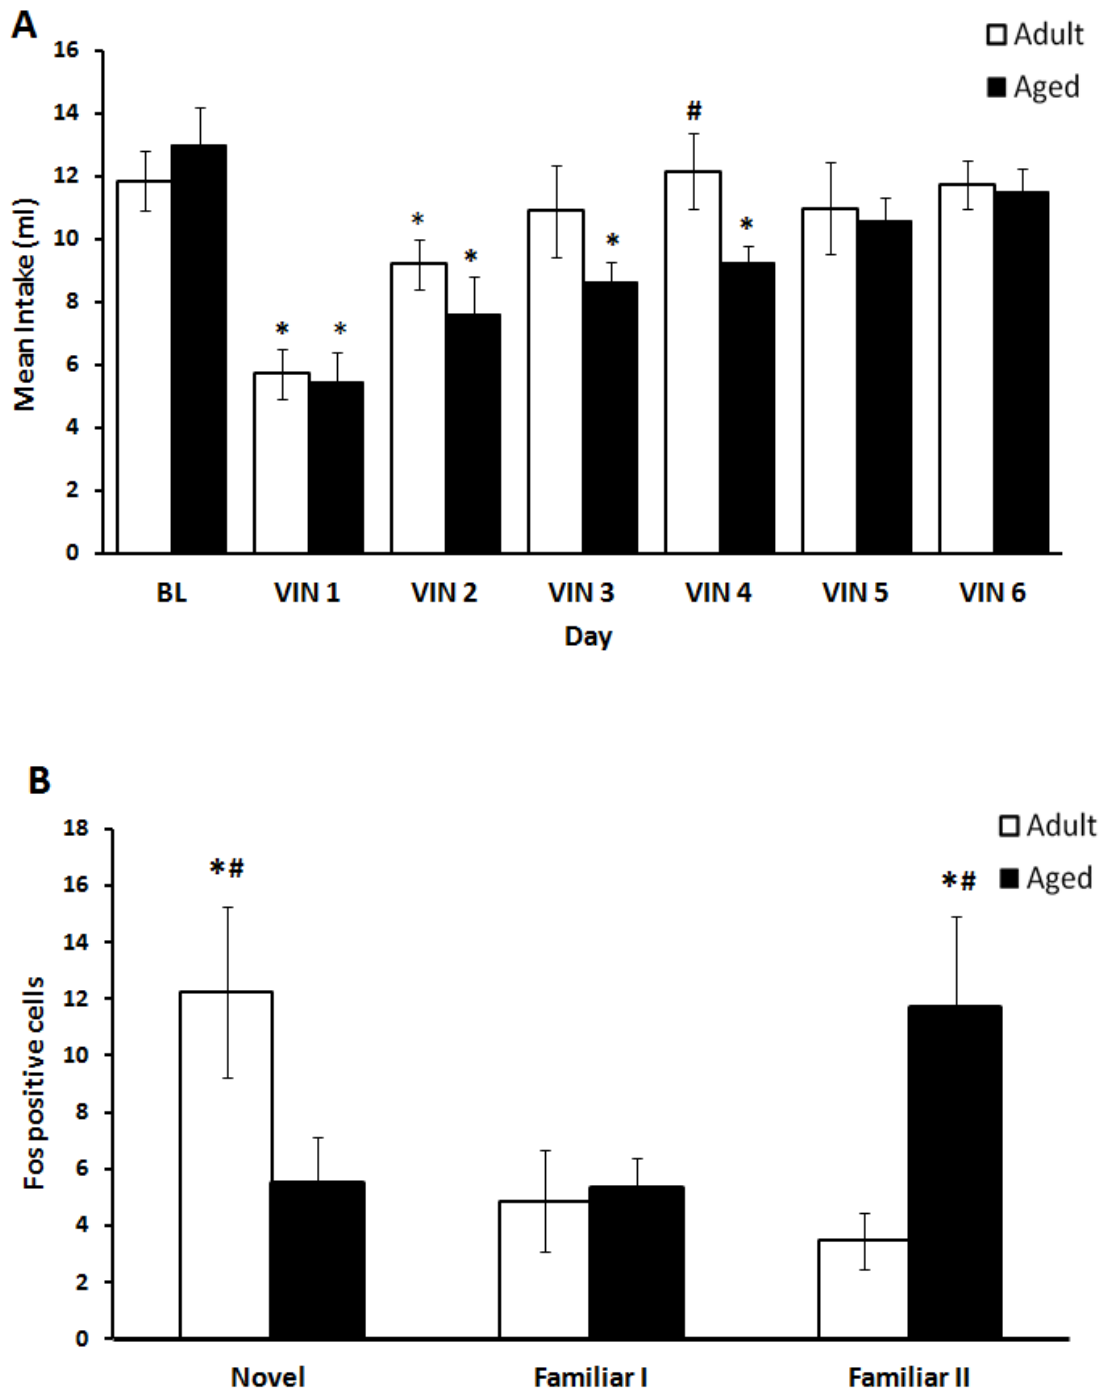 A
Adult
Aged
16
14
12
10
8
6
4
2
0
Mean Intake (ml)
#
* * * * * *
BL VIN 1 VIN 2 VIN 3 VIN 4 VIN 5 VIN 6
Day
B
Adult
Aged
18
16
14
12
10
8
6
4
2
0
Fos positive cells
*# *#
Novel Familiar I Familiar II